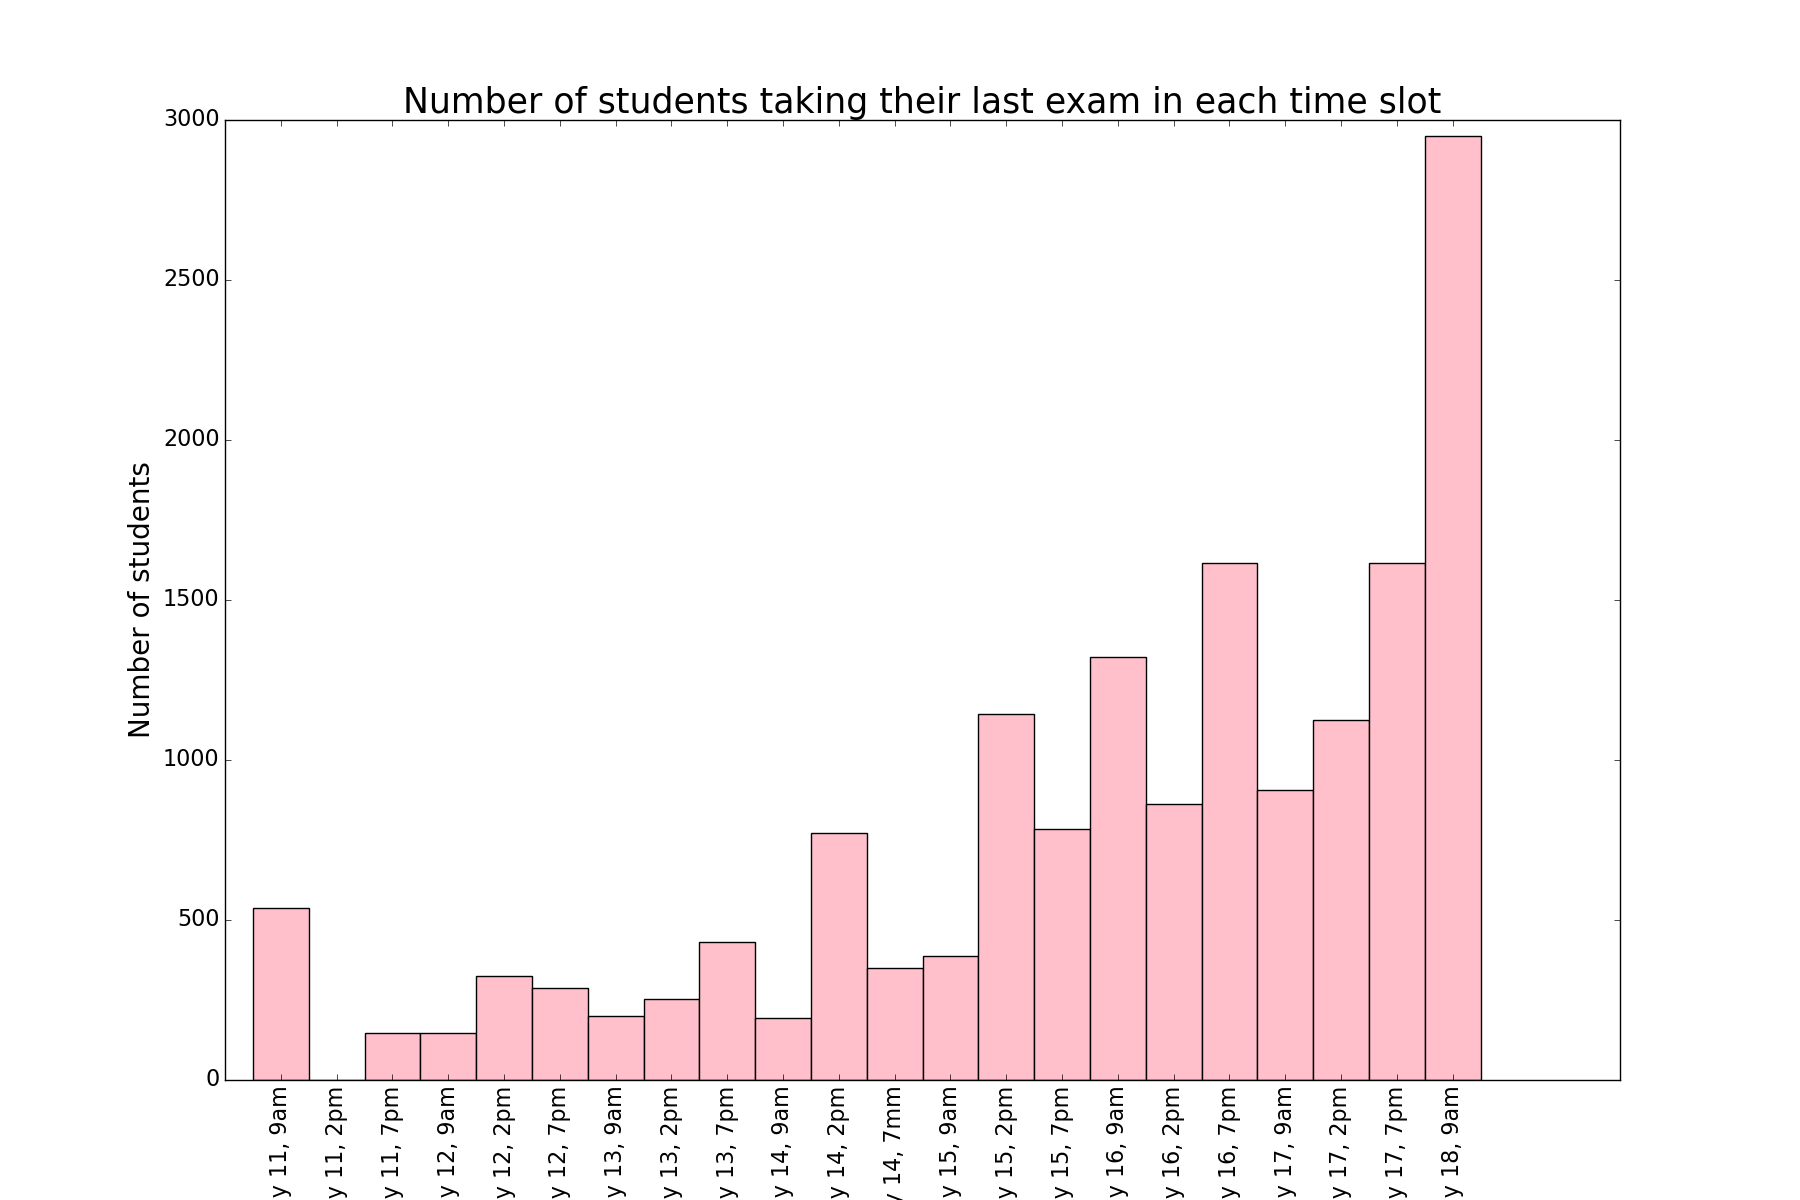 Number of students taking their last exam in each time slot
Number of students
3000
2500
2000
1500
1000
500
0
y 11, 9am
y 11, 2pm
y 11, 7pm
y 12, 9am
y 12, 2pm
y 12, 7pm
y 13, 9am
y 13, 2pm
y 13, 7pm
y 14, 9am
y 14, 2pm
y 14, 7mm
y 15, 9am
y 15, 2pm
y 15, 7pm
y 16, 9am
y 16, 2pm
y 16, 7pm
y 17, 9am
y 17, 2pm
y 17, 7pm
y 18, 9am